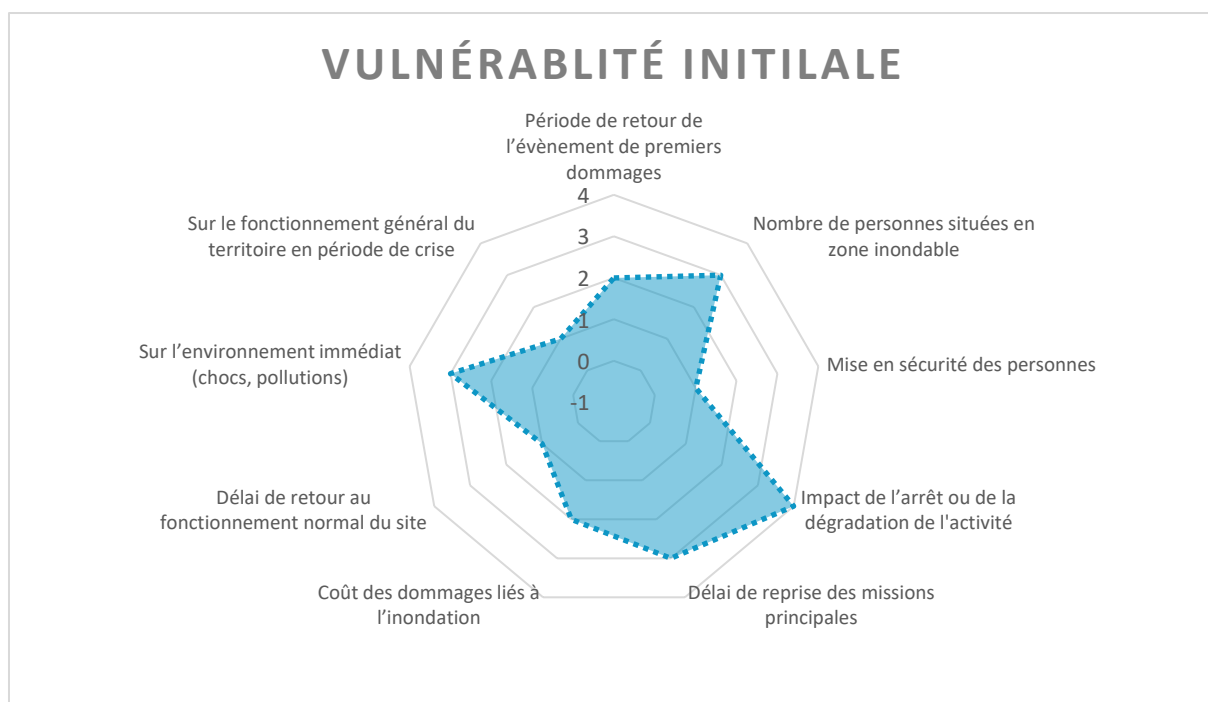 VULNÉRABLITÉ INITILALE
Période de retour de
l’évènement de premiers
dommages
Nombre de personnes situées en
zone inondable
Mise en sécurité des personnes
Impact de l’arrêt ou de la
dégradation de l'activité
Délai de reprise des missions
principales
Coût des dommages liés à
l’inondation
Délai de retour au
fonctionnement normal du site
Sur l’environnement immédiat
(chocs, pollutions)
Sur le fonctionnement général du
territoire en période de crise
4
3
2
1
0
-1